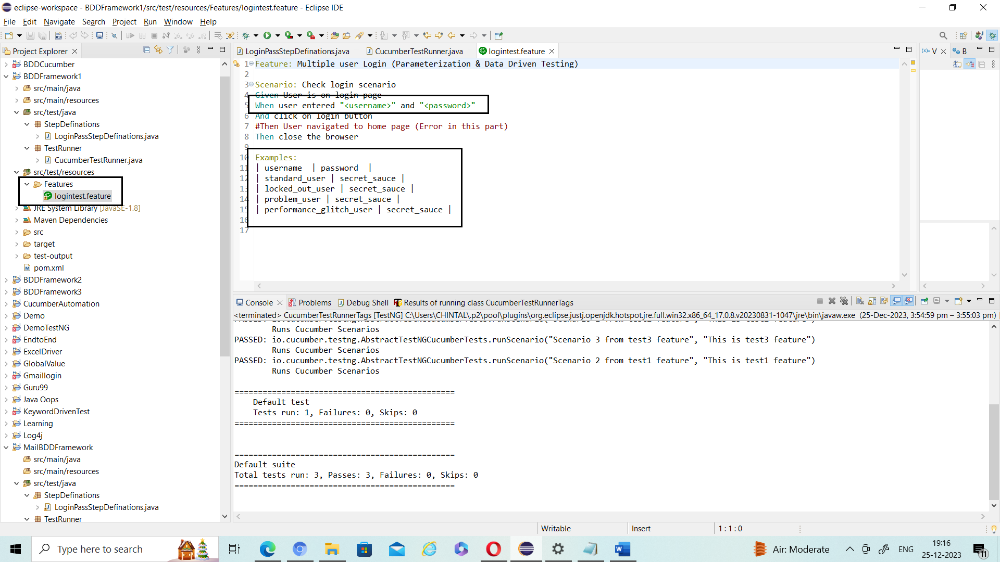 eclipse-workspace - BDDFramework1/src/test/resources/Features/logintest.feature - Eclipse IDE
File Edit Navigate Search Project Run Window Help
Project Explorer
BDDCucumber
BDDFramework1
src/main/java
src/main/resources
src/test/java
StepDefinations
LoginPassStepDefinations.java
TestRunner
CucumberTestRunner.java
src/test/resources
Features
logintest.feature
JRE System Library [JavaSE-1.8]
Maven Dependencies
src
target
test-output
pom.xml
BDDFramework2
BDDFramework3
CucumberAutomation
Demo
DemoTestNG
EndtoEnd
ExcelDriver
GlobalValue
Gmaillogin
Guru99
Java Oops
KeywordDrivenTest
Learning
Log4j
MailBDDFramework
src/main/java
src/main/resources
src/test/java
StepDefinations
LoginPassStepDefinations.java
TestRunner
LoginPassStepDefinations.java CucumberTestRunner.java logintest.feature
1 Feature: Multiple user Login (Parameterization & Data Driven Testing)
2
3 Scenario: Check login scenario
4 Given User is on login page
5 When user entered "<username>" and "<password>"
6 And click on login button
7 #Then User navigated to home page (Error in this part)
8 Then close the browser
9
10 Examples:
11 | username | password |
12 | standard_user | secret_sauce |
13 | locked_out_user | secret_sauce |
14 | problem_user | secret_sauce |
15 | performance_glitch_user | secret_sauce |
16
17
(x)= V B
Console Problems Debug Shell Results of running class CucumberTestRunnerTags
<terminated> CucumberTestRunnerTags [TestNG] C:\Users\CHINTAL\.p2\pool\plugins\org.eclipse.justj.openjdk.hotspot.jre.full.win32.x86_64_17.0.8.v20230831-1047\jre\bin\javaw.exe (25-Dec-2023, 3:54:59 pm – 3:55:03 pm)
Runs Cucumber Scenarios
PASSED: io.cucumber.testng.AbstractTestNGCucumberTests.runScenario("Scenario 3 from test3 feature", "This is test3 feature")
Runs Cucumber Scenarios
PASSED: io.cucumber.testng.AbstractTestNGCucumberTests.runScenario("Scenario 2 from test1 feature", "This is test1 feature")
Runs Cucumber Scenarios
===============================================
Default test
Tests run: 1, Failures: 0, Skips: 0
===============================================
===============================================
Default suite
Total tests run: 3, Passes: 3, Failures: 0, Skips: 0
===============================================
Writable Insert 1 : 1 : 0
Type here to search
Air: Moderate ENG 19:16
25-12-2023
11